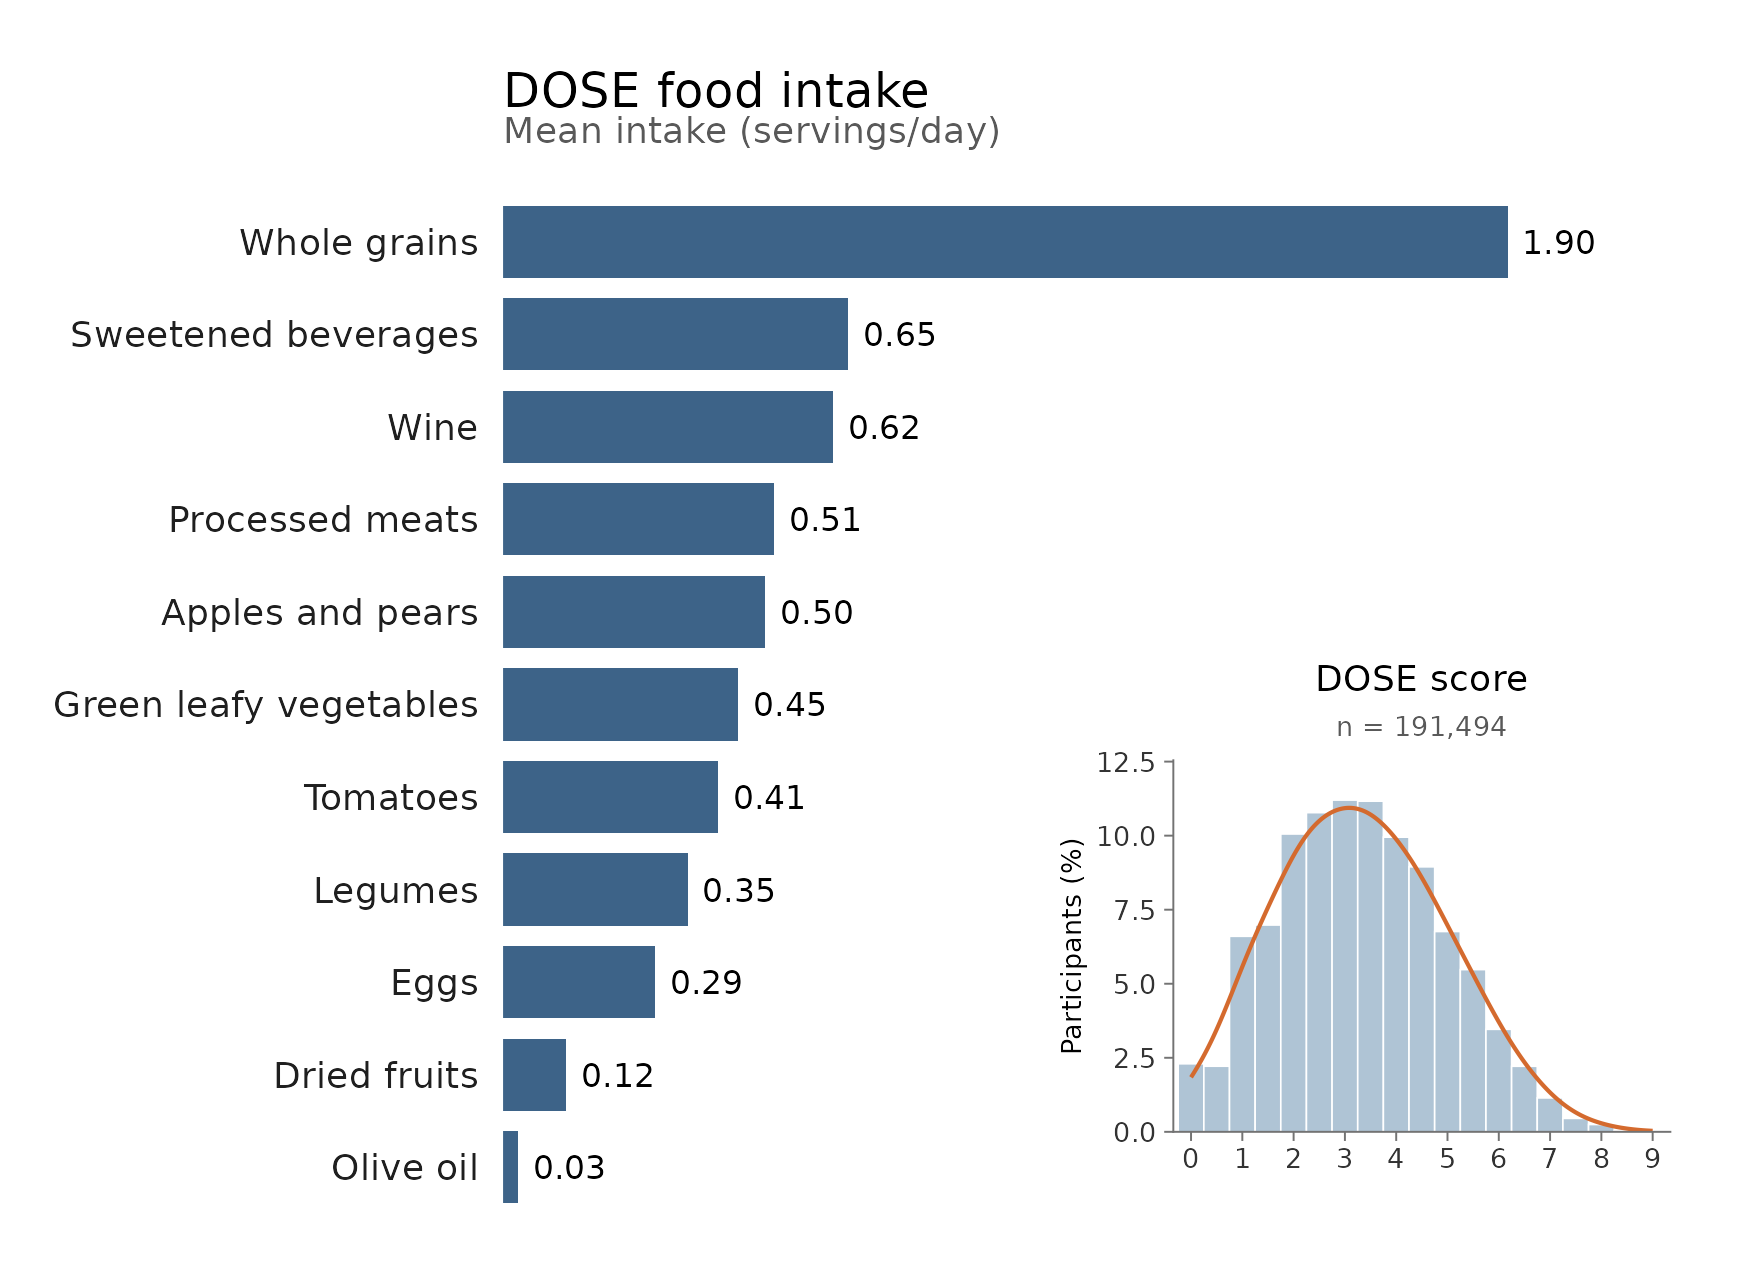 DOSE food intake
Mean intake (servings/day)
Whole grains 1.90
Sweetened beverages 0.65
Wine 0.62
Processed meats 0.51
Apples and pears 0.50
Green leafy vegetables 0.45
Tomatoes 0.41
Legumes 0.35
Eggs 0.29
Dried fruits 0.12
Olive oil 0.03
DOSE score
n = 191,494
Participants (%)
12.5
10.0
7.5
5.0
2.5
0.0
0 1 2 3 4 5 6 7 8 9